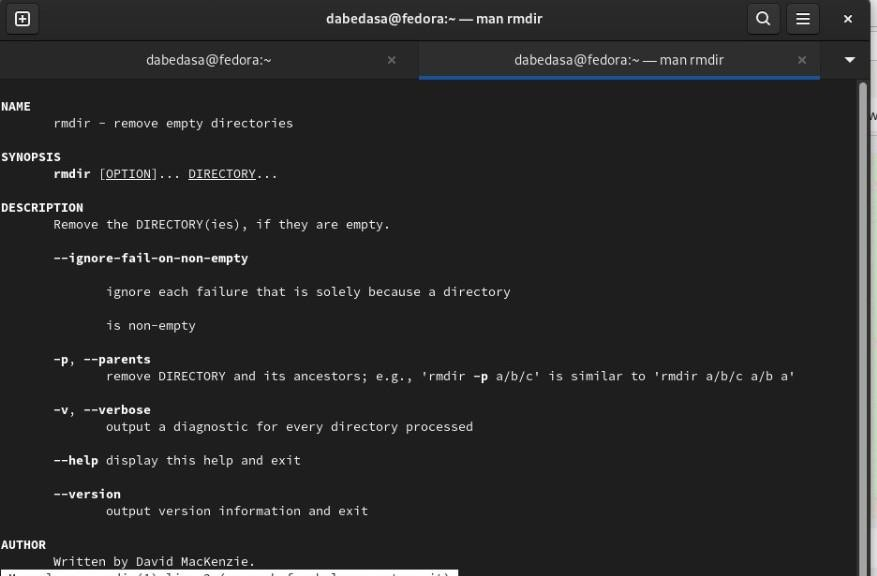 dabedasa@fedora:~ — man rmdir
dabedasa@fedora:~
dabedasa@fedora:~ — man rmdir
NAME
rmdir - remove empty directories
SYNOPSIS
rmdir [OPTION]... DIRECTORY...
DESCRIPTION
Remove the DIRECTORY(ies), if they are empty.
--ignore-fail-on-non-empty
ignore each failure that is solely because a directory
is non-empty
-p, --parents
remove DIRECTORY and its ancestors; e.g., 'rmdir -p a/b/c' is similar to 'rmdir a/b/c a/b a'
-v, --verbose
output a diagnostic for every directory processed
--help display this help and exit
--version
output version information and exit
AUTHOR
Written by David MacKenzie.